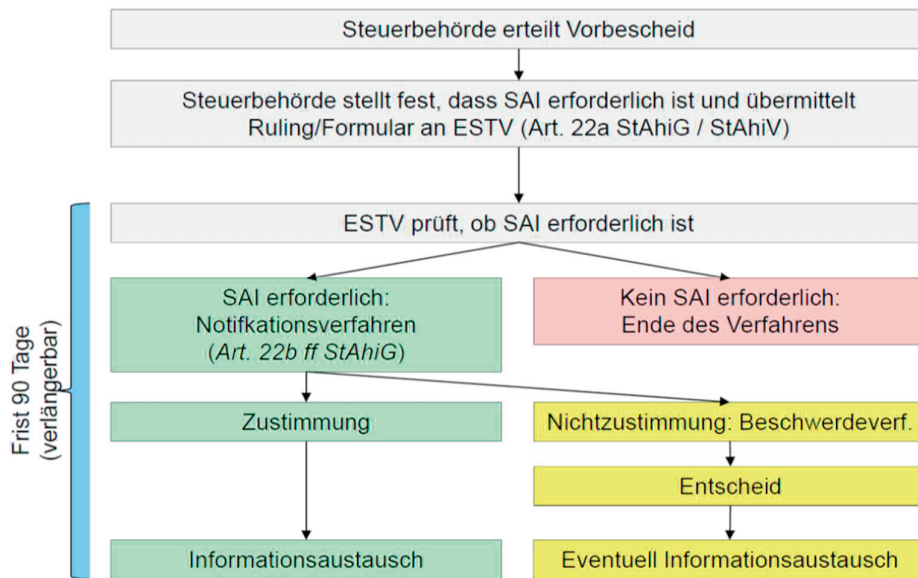 Steuerbehörde erteilt Vorbescheid
Steuerbehörde stellt fest, dass SAI erforderlich ist und übermittelt
Ruling/Formular an ESTV (Art. 22a StAhiG / StAhiV)
Frist 90 Tage
(verlängerbar)
ESTV prüft, ob SAI erforderlich ist
SAI erforderlich:
Notifkationsverfahren
(Art. 22b ff StAhiG)
Kein SAI erforderlich:
Ende des Verfahrens
Zustimmung
Nichtzustimmung: Beschwerdeverf.
Entscheid
Informationsaustausch
Eventuell Informationsaustausch